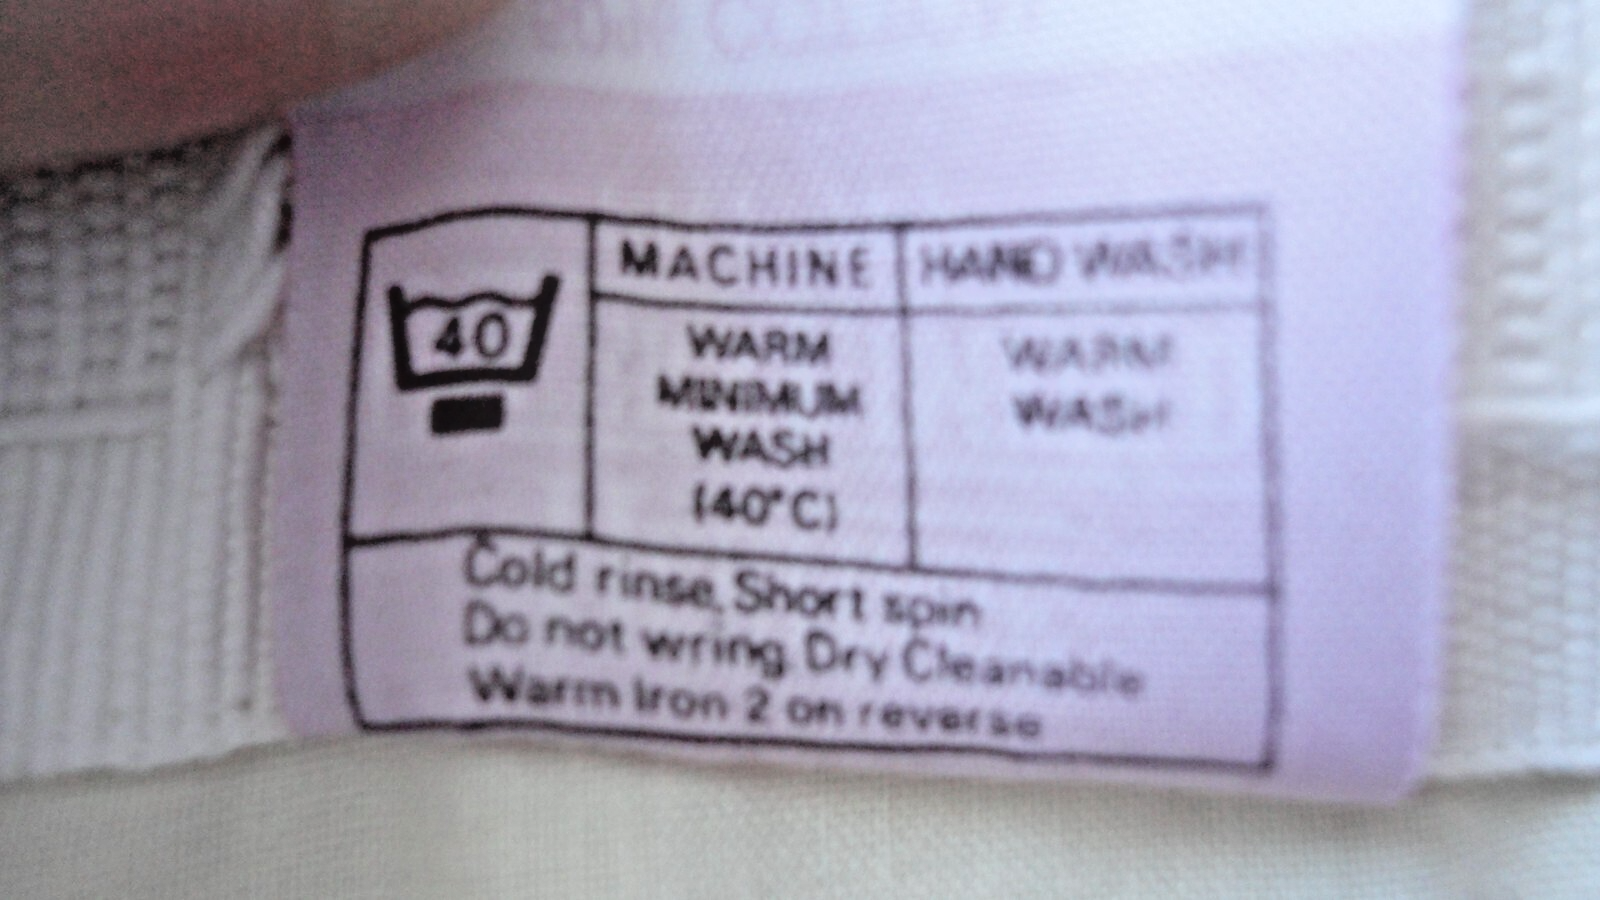 40
MACHINE
HAND WASH
WARM
MINIMUM
WASH
(40°C)
WARM
WASH
Cold rinse, Short spin
Do not wring. Dry Cleanable
Warm Iron 2 on reverse